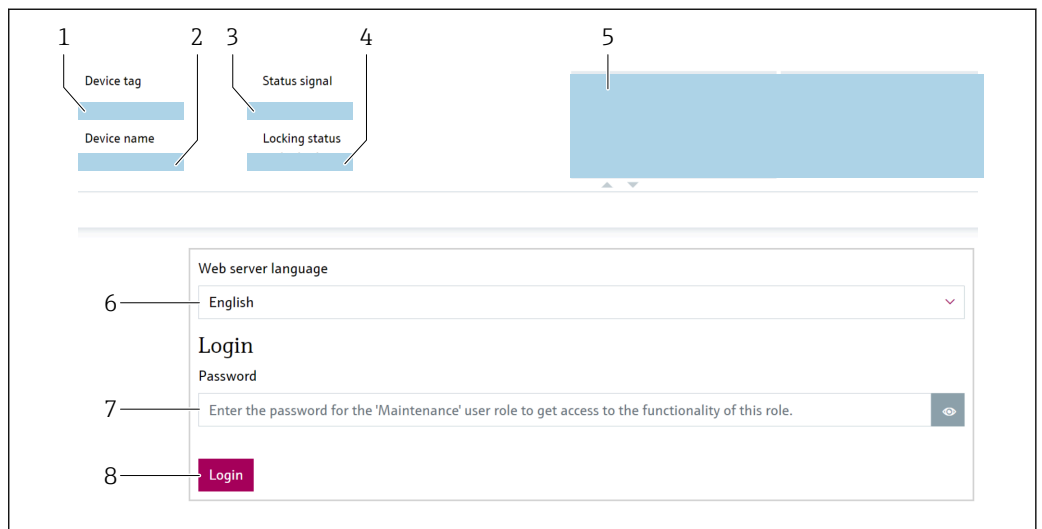 1 2 3 4 5
Device tag Status signal
Device name Locking status
Web server language
6 English
Login
Password
7 Enter the password for the 'Maintenance' user role to get access to the functionality of this role.
8 Login